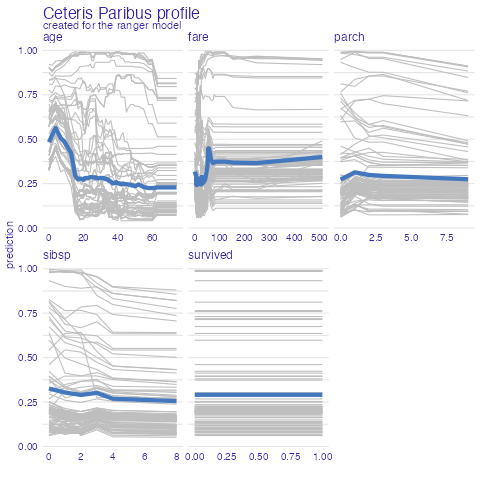 Ceteris Paribus profile
created for the ranger model
age
fare
parch
1.00
0.75
0.50
0.25
0.00
0 20 40 60
0 100 200 300 400 500
0.0 2.5 5.0 7.5
prediction
sibsp
survived
1.00
0.75
0.50
0.25
0.00
0 2 4 6 8
0.00 0.25 0.50 0.75 1.00